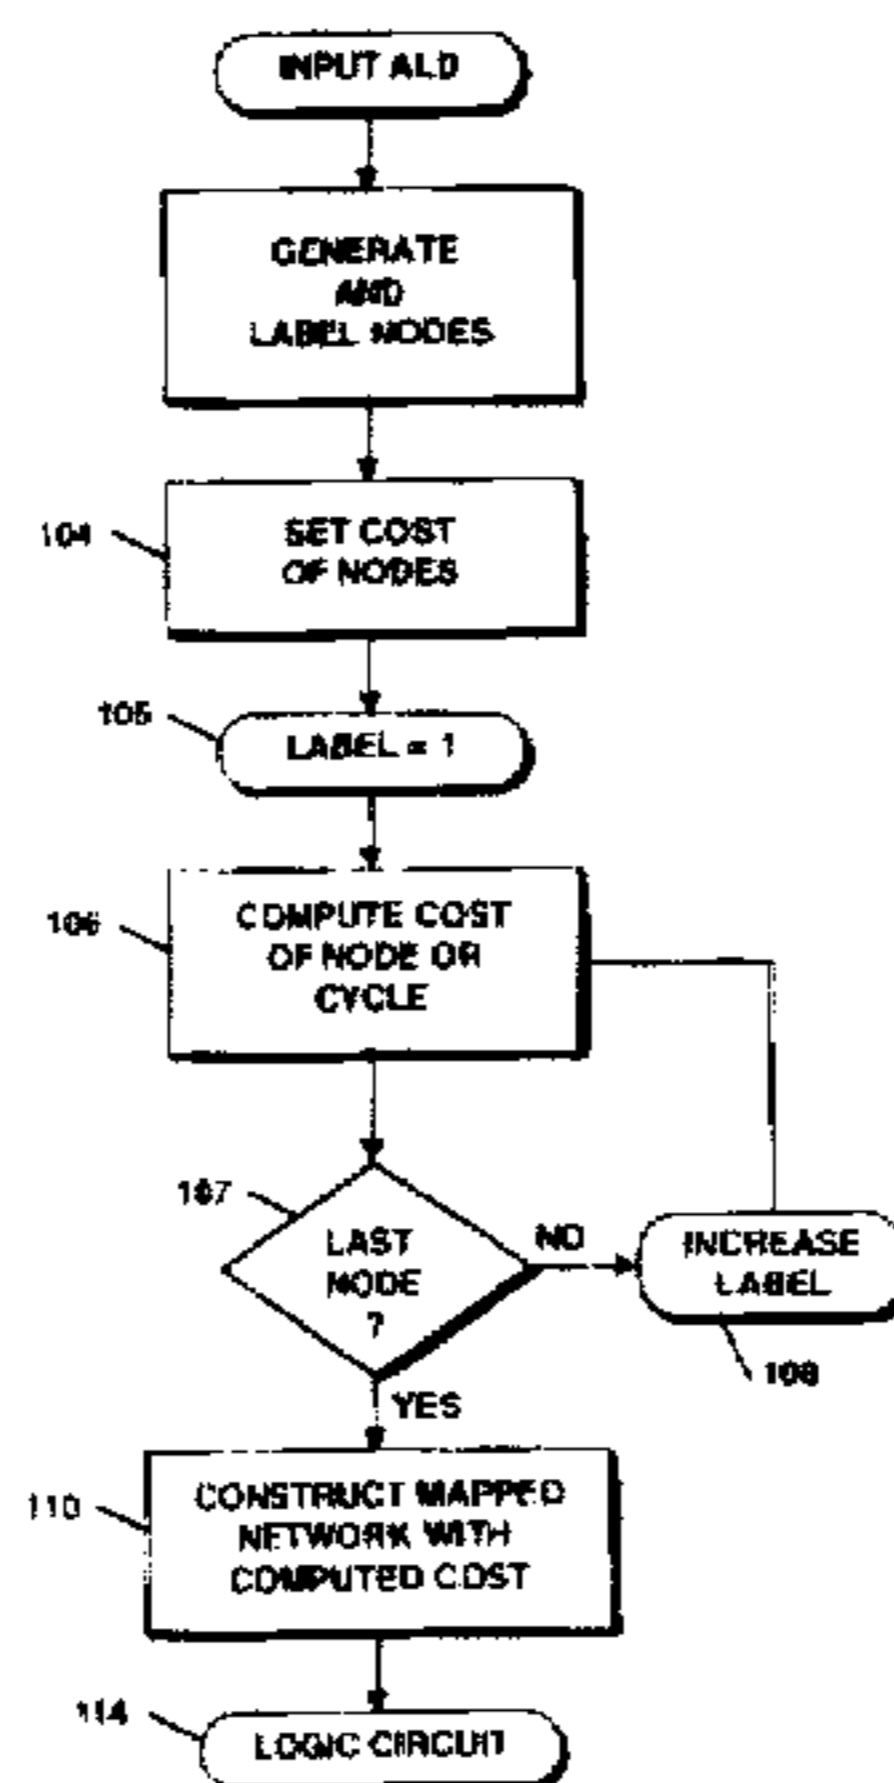 INPUT ALD
GENERATE
AND
LABEL NODES
104
SET COST
OF NODES
105
LABEL = 1
106
COMPUTE COST
OF NODE OR
CYCLE
107
LAST
NODE
?
NO
INCREASE
LABEL
108
YES
110
CONSTRUCT MAPPED
NETWORK WITH
COMPUTED COST
114
LOGIC CIRCUIT